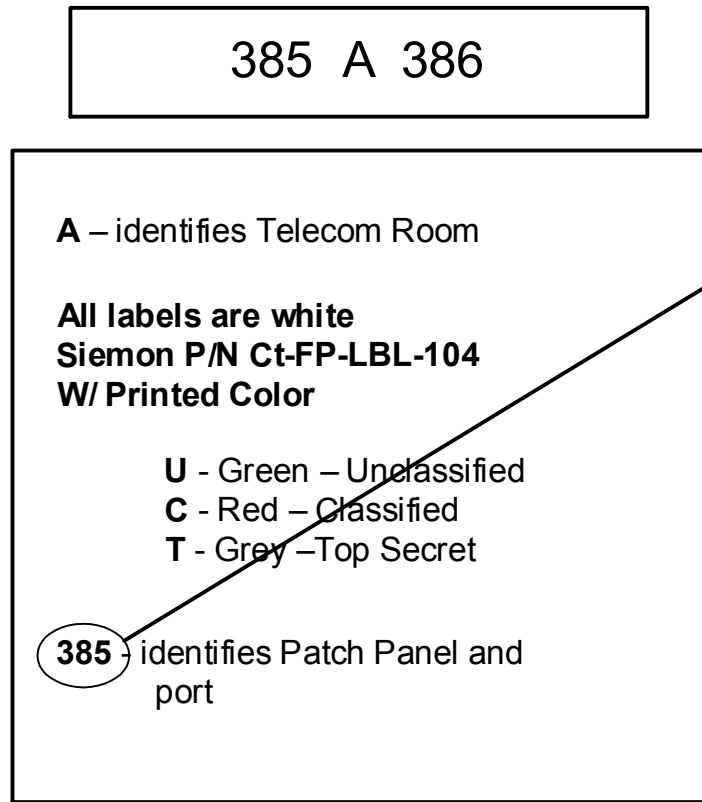 385 A 386
A – identifies Telecom Room
All labels are white
Siemon P/N Ct-FP-LBL-104
W/ Printed Color
U - Green – Unclassified
C - Red – Classified
T - Grey –Top Secret
385 - identifies Patch Panel and
port